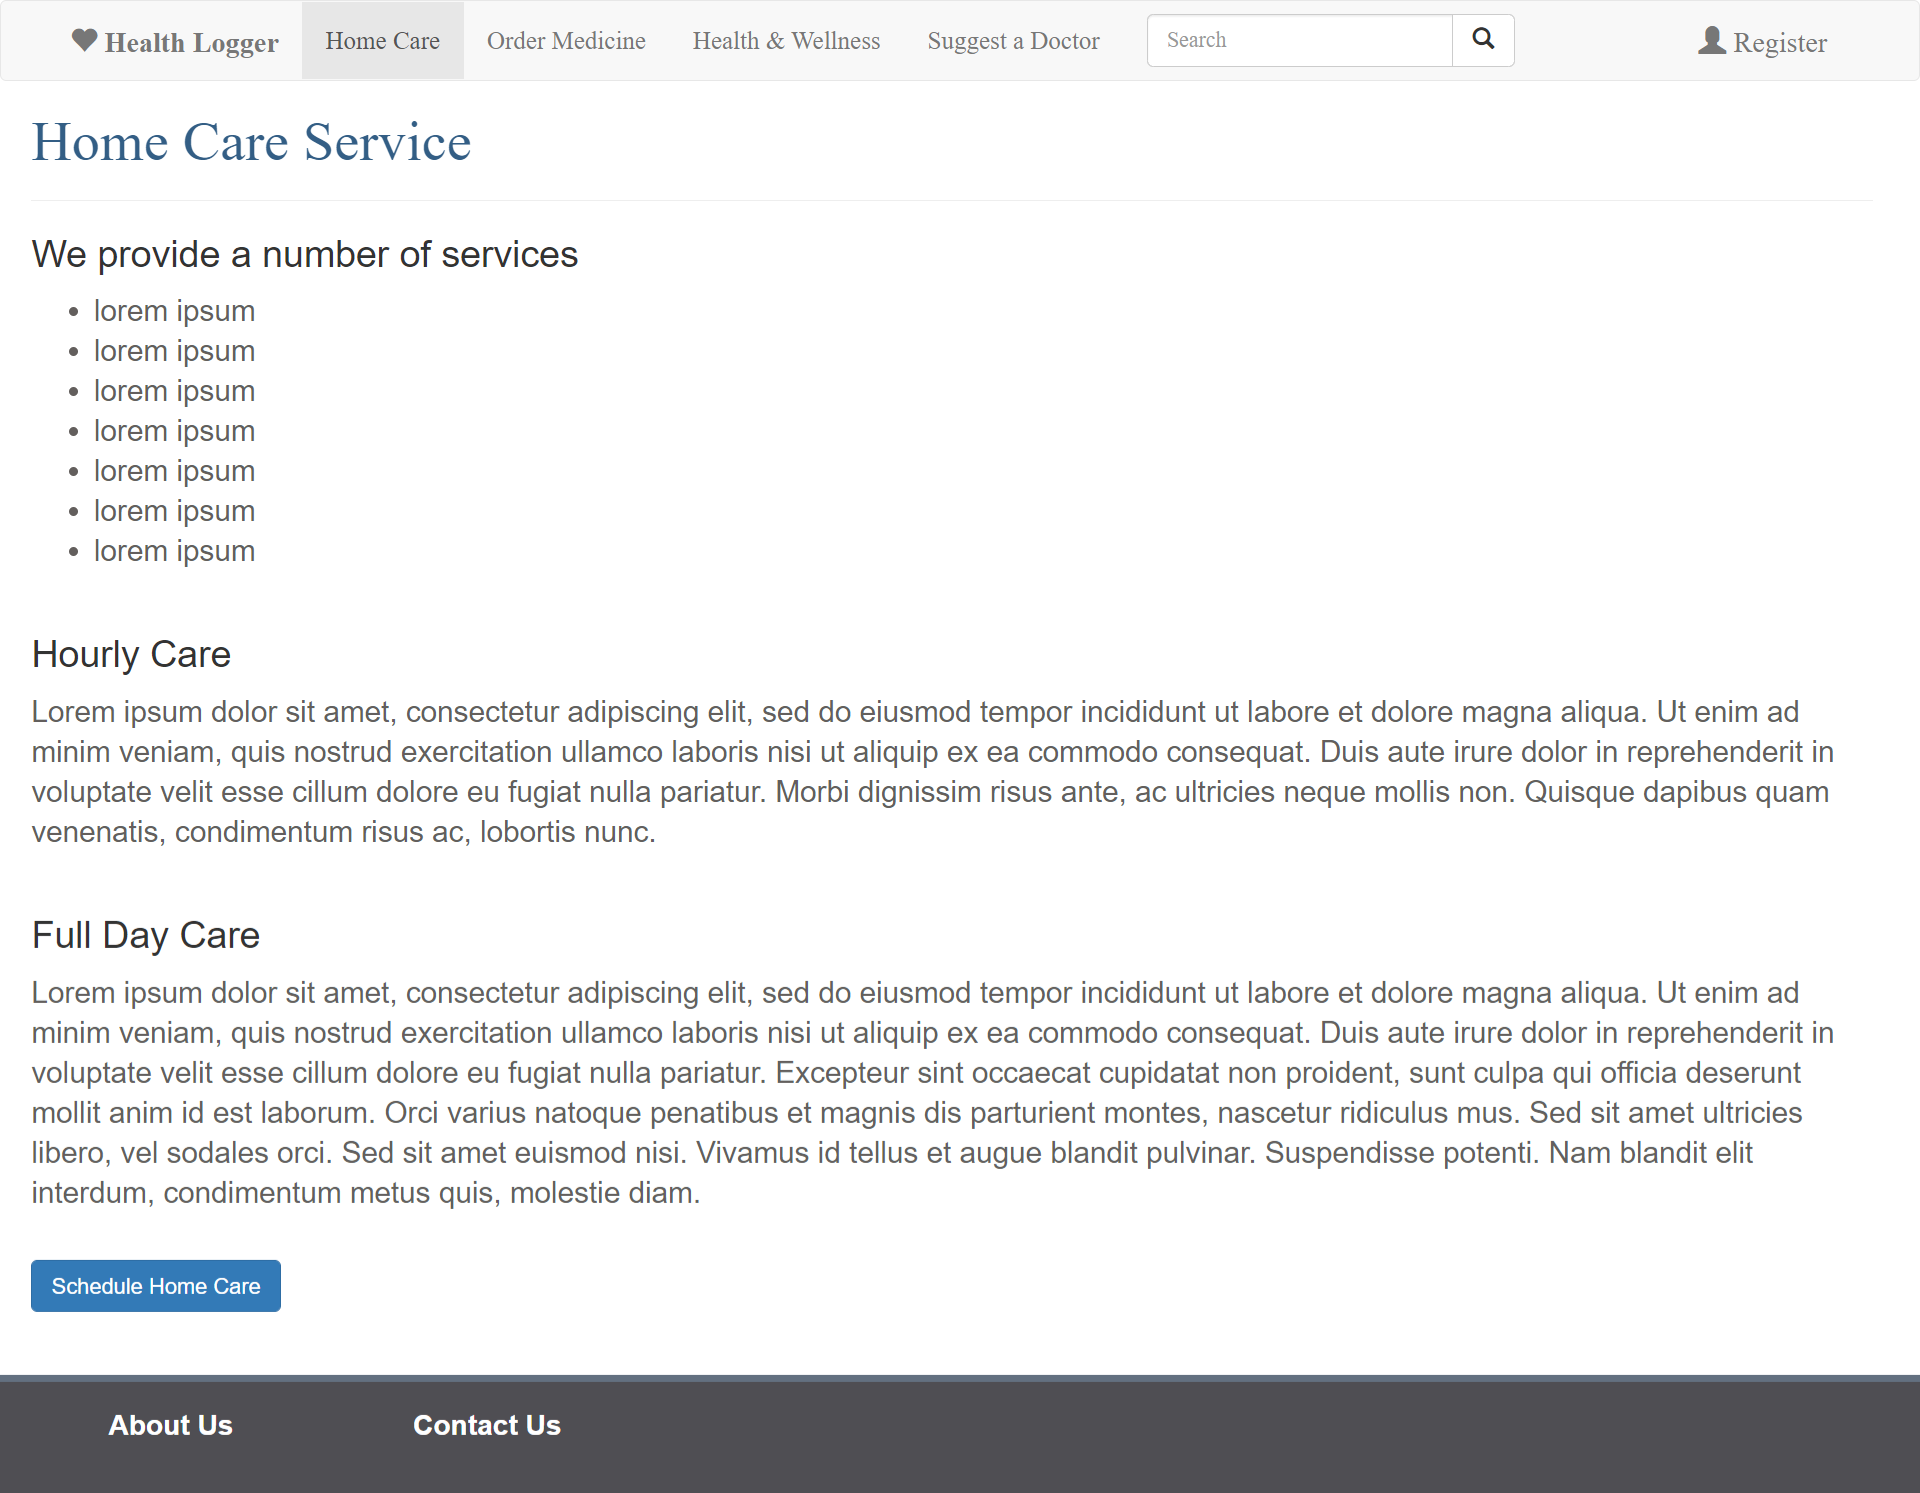 Health Logger Home Care Order Medicine Health & Wellness Suggest a Doctor Search Register
Home Care Service
We provide a number of services
• lorem ipsum
• lorem ipsum
• lorem ipsum
• lorem ipsum
• lorem ipsum
• lorem ipsum
• lorem ipsum
Hourly Care
Lorem ipsum dolor sit amet, consectetur adipiscing elit, sed do eiusmod tempor incididunt ut labore et dolore magna aliqua. Ut enim ad
minim veniam, quis nostrud exercitation ullamco laboris nisi ut aliquip ex ea commodo consequat. Duis aute irure dolor in reprehenderit in
voluptate velit esse cillum dolore eu fugiat nulla pariatur. Morbi dignissim risus ante, ac ultricies neque mollis non. Quisque dapibus quam
venenatis, condimentum risus ac, lobortis nunc.
Full Day Care
Lorem ipsum dolor sit amet, consectetur adipiscing elit, sed do eiusmod tempor incididunt ut labore et dolore magna aliqua. Ut enim ad
minim veniam, quis nostrud exercitation ullamco laboris nisi ut aliquip ex ea commodo consequat. Duis aute irure dolor in reprehenderit in
voluptate velit esse cillum dolore eu fugiat nulla pariatur. Excepteur sint occaecat cupidatat non proident, sunt culpa qui officia deserunt
mollit anim id est laborum. Orci varius natoque penatibus et magnis dis parturient montes, nascetur ridiculus mus. Sed sit amet ultricies
libero, vel sodales orci. Sed sit amet euismod nisi. Vivamus id tellus et augue blandit pulvinar. Suspendisse potenti. Nam blandit elit
interdum, condimentum metus quis, molestie diam.
Schedule Home Care
About Us Contact Us